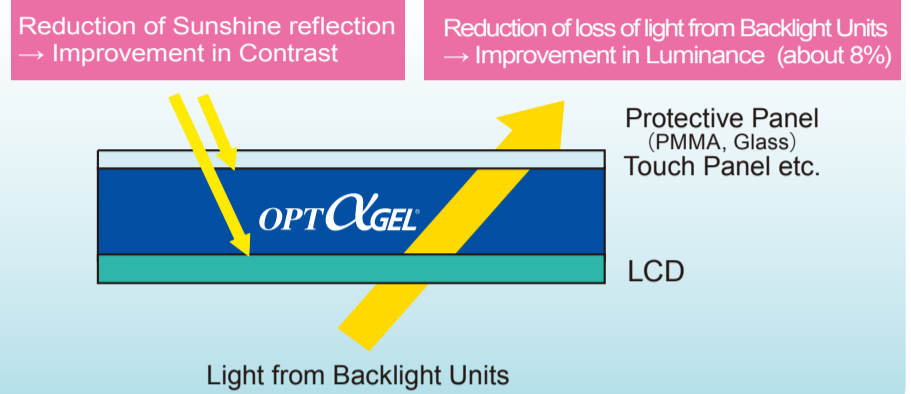 Reduction of Sunshine reflection
→ Improvement in Contrast
Reduction of loss of light from Backlight Units
→ Improvement in Luminance (about 8%)
Protective Panel
(PMMA, Glass)
Touch Panel etc.
OPTαGEL®
LCD
Light from Backlight Units